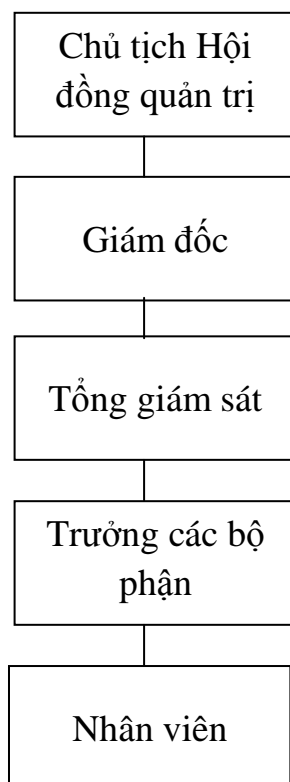 Chủ tịch Hội
đồng quản trị
Giám đốc
Tổng giám sát
Trưởng các bộ
phận
Nhân viên